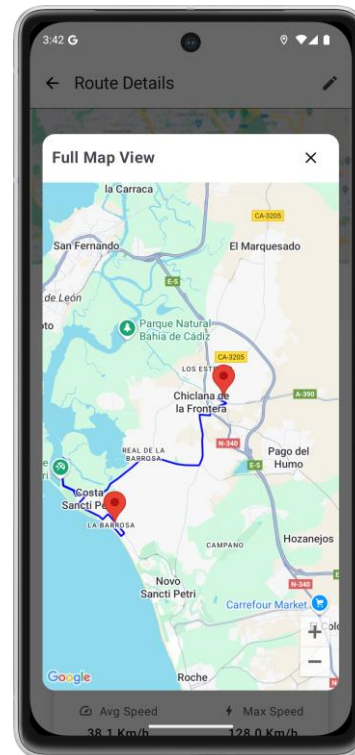 3:42 G
Route Details
Full Map View
la Carraca
CA-3205
San Fernando
El Marquesado
E-5
de León
Parque Natural
Bahia de Cádiz
CA-3205
LOS ESTE
Chiclana de
la Frontera
A-390
N-340
REAL DE LA
BARROSA
Pago del
Humo
E-5
Costa
Sancti Pe
LA BARROSA
CAMPANO
Hozanejos
Novo
Sancti Petri
N-340
Carrefour Market
Roche
Google
Avg Speed
Max Speed
38.1 Km/h
128.0 Km/h